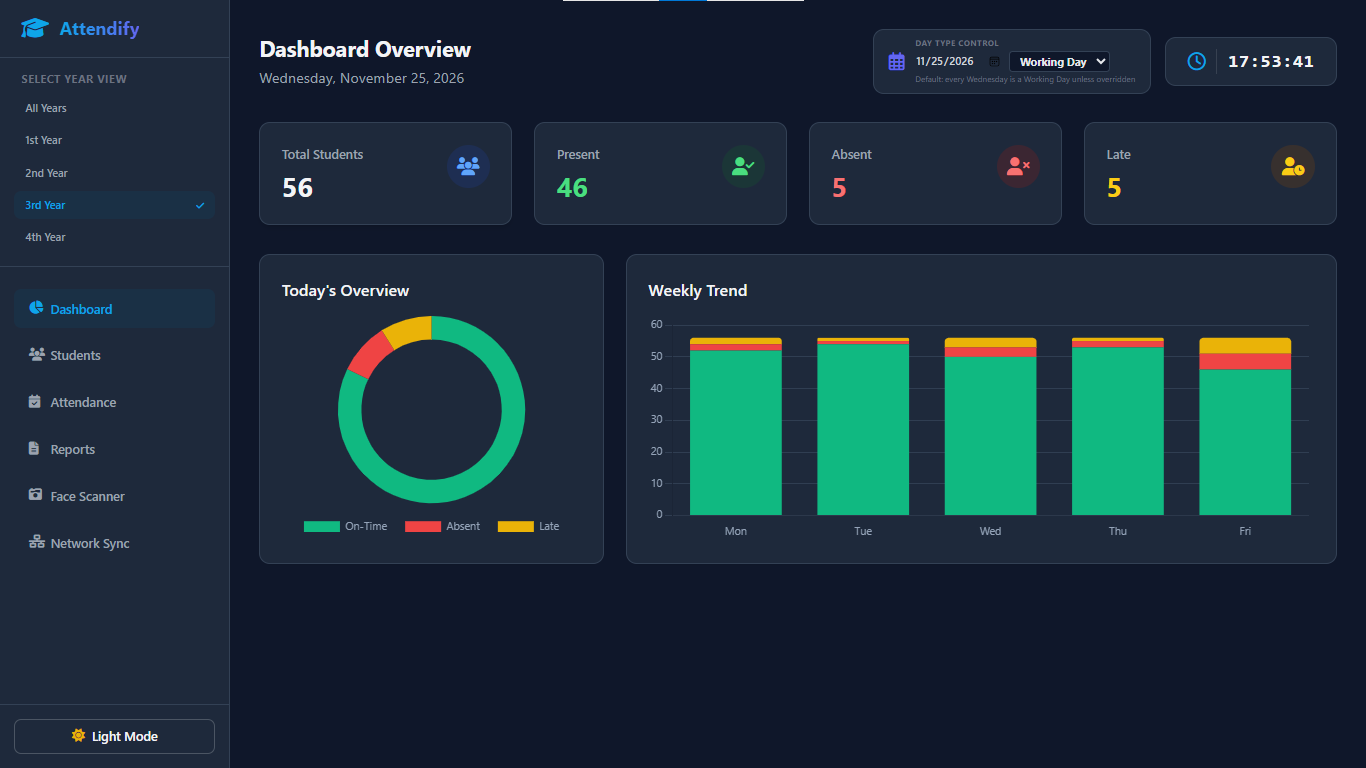 Attendify
SELECT YEAR VIEW
All Years
1st Year
2nd Year
3rd Year
4th Year
Dashboard
Students
Attendance
Reports
Face Scanner
Network Sync
Light Mode
Dashboard Overview
Wednesday, November 25, 2026
DAY TYPE CONTROL
11/25/2026 Working Day
Default: every Wednesday is a Working Day unless overridden
17:53:41
Total Students
56
Present
46
Absent
5
Late
5
Today's Overview
On-Time Absent Late
Weekly Trend
60
50
40
30
20
10
0
Mon Tue Wed Thu Fri